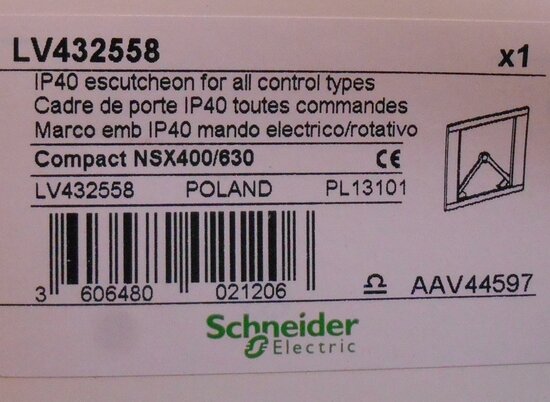 LV432558 x1
IP40 escutcheon for all control types
Cadre de porte IP40 toutes commandes
Marco emb IP40 mando electrico/rotativo
Compact NSX400/630 CE
LV432558 POLAND PL13101
3 606480 021206 AAV44597
Schneider
Electric